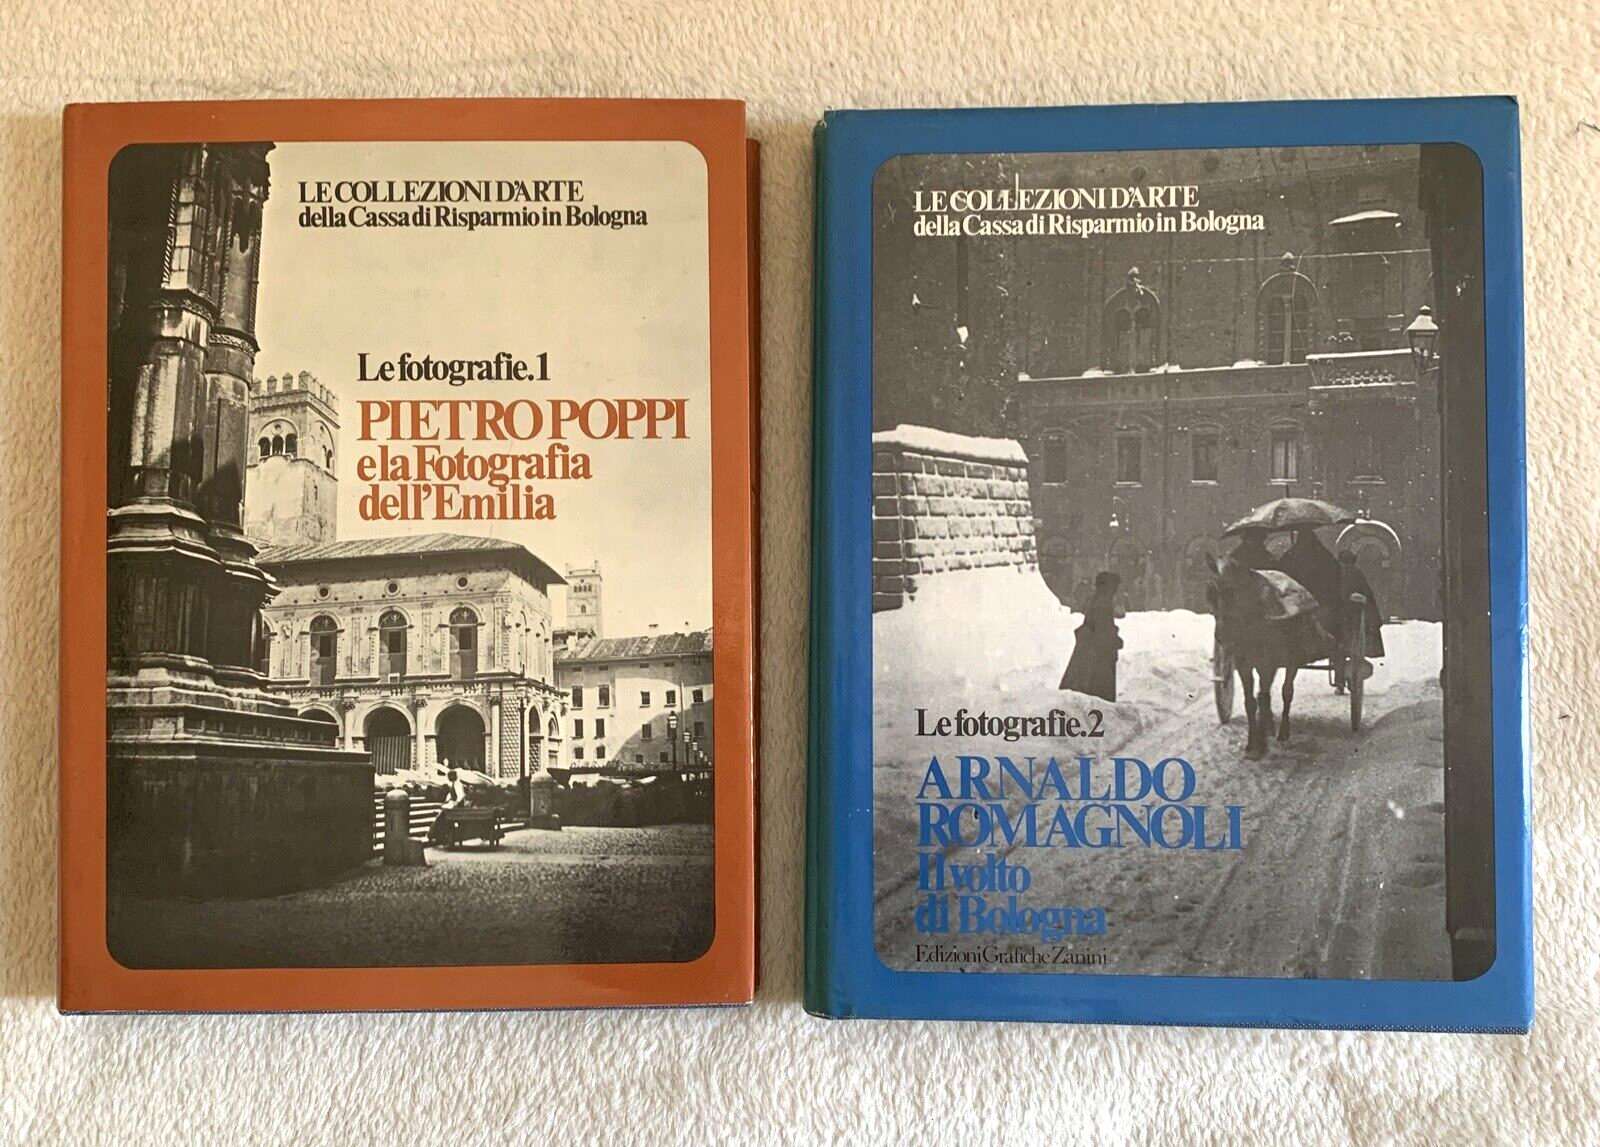 LE COLLEZIONI D'ARTE
della Cassa di Risparmio in Bologna
Le fotografie.1
PIETRO POPPI
e la Fotografia
dell'Emilia
LE COLLEZIONI D'ARTE
della Cassa di Risparmio in Bologna
Le fotografie.2
ARNALDO
ROMAGNOLI
Il volto
di Bologna
Edizioni Grafiche Zanini